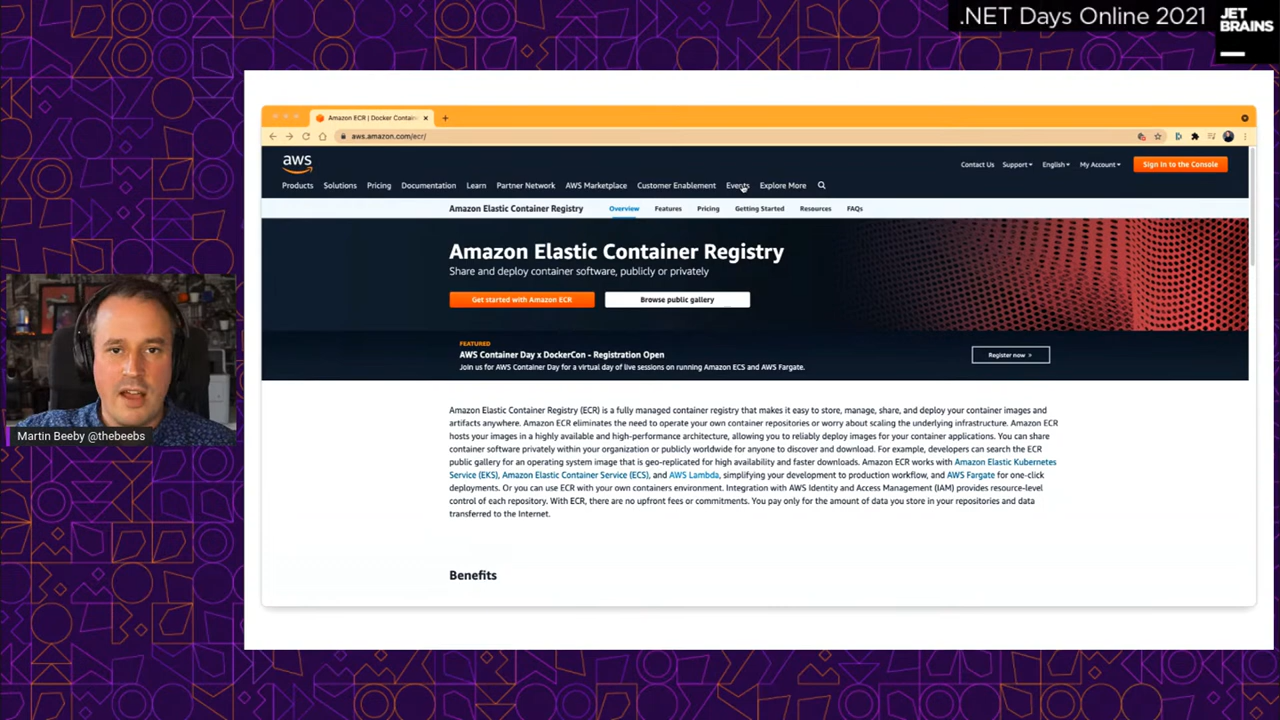 .NET Days Online 2021
JET
BRAINS
Amazon ECR | Docker Contain
aws.amazon.com/ecr/
aws
Contact Us Support English My Account Sign In to the Console
Products Solutions Pricing Documentation Learn Partner Network AWS Marketplace Customer Enablement Events Explore More
Amazon Elastic Container Registry Overview Features Pricing Getting Started Resources FAQs
Amazon Elastic Container Registry
Share and deploy container software, publicly or privately
Get started with Amazon ECR Browse public gallery
FEATURED
AWS Container Day x DockerCon - Registration Open
Join us for AWS Container Day for a virtual day of live sessions on running Amazon ECS and AWS Fargate.
Register now >
Amazon Elastic Container Registry (ECR) is a fully managed container registry that makes it easy to store, manage, share, and deploy your container images and
artifacts anywhere. Amazon ECR eliminates the need to operate your own container repositories or worry about scaling the underlying infrastructure. Amazon ECR
hosts your images in a highly available and high-performance architecture, allowing you to reliably deploy images for your container applications. You can share
container software privately within your organization or publicly worldwide for anyone to discover and download. For example, developers can search the ECR
public gallery for an operating system image that is geo-replicated for high availability and faster downloads. Amazon ECR works with Amazon Elastic Kubernetes
Service (EKS), Amazon Elastic Container Service (ECS), and AWS Lambda, simplifying your development to production workflow, and AWS Fargate for one-click
deployments. Or you can use ECR with your own containers environment. Integration with AWS Identity and Access Management (IAM) provides resource-level
control of each repository. With ECR, there are no upfront fees or commitments. You pay only for the amount of data you store in your repositories and data
transferred to the Internet.
Benefits
Martin Beeby @thebeebs